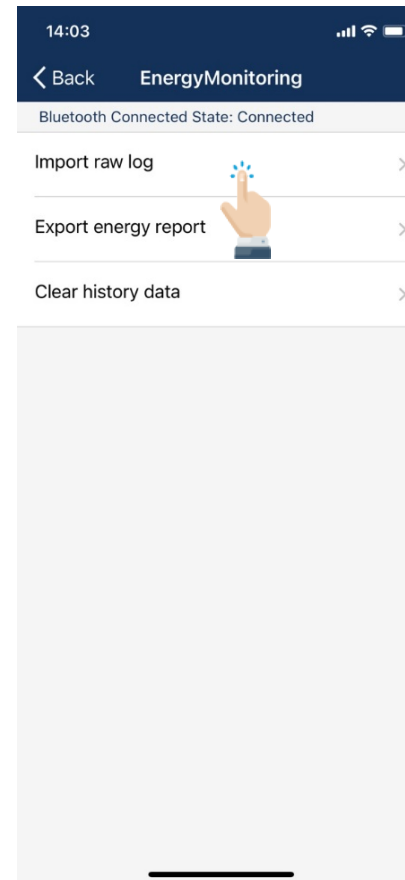 14:03
Back EnergyMonitoring
Bluetooth Connected State: Connected
Import raw log
Export energy report
Clear history data